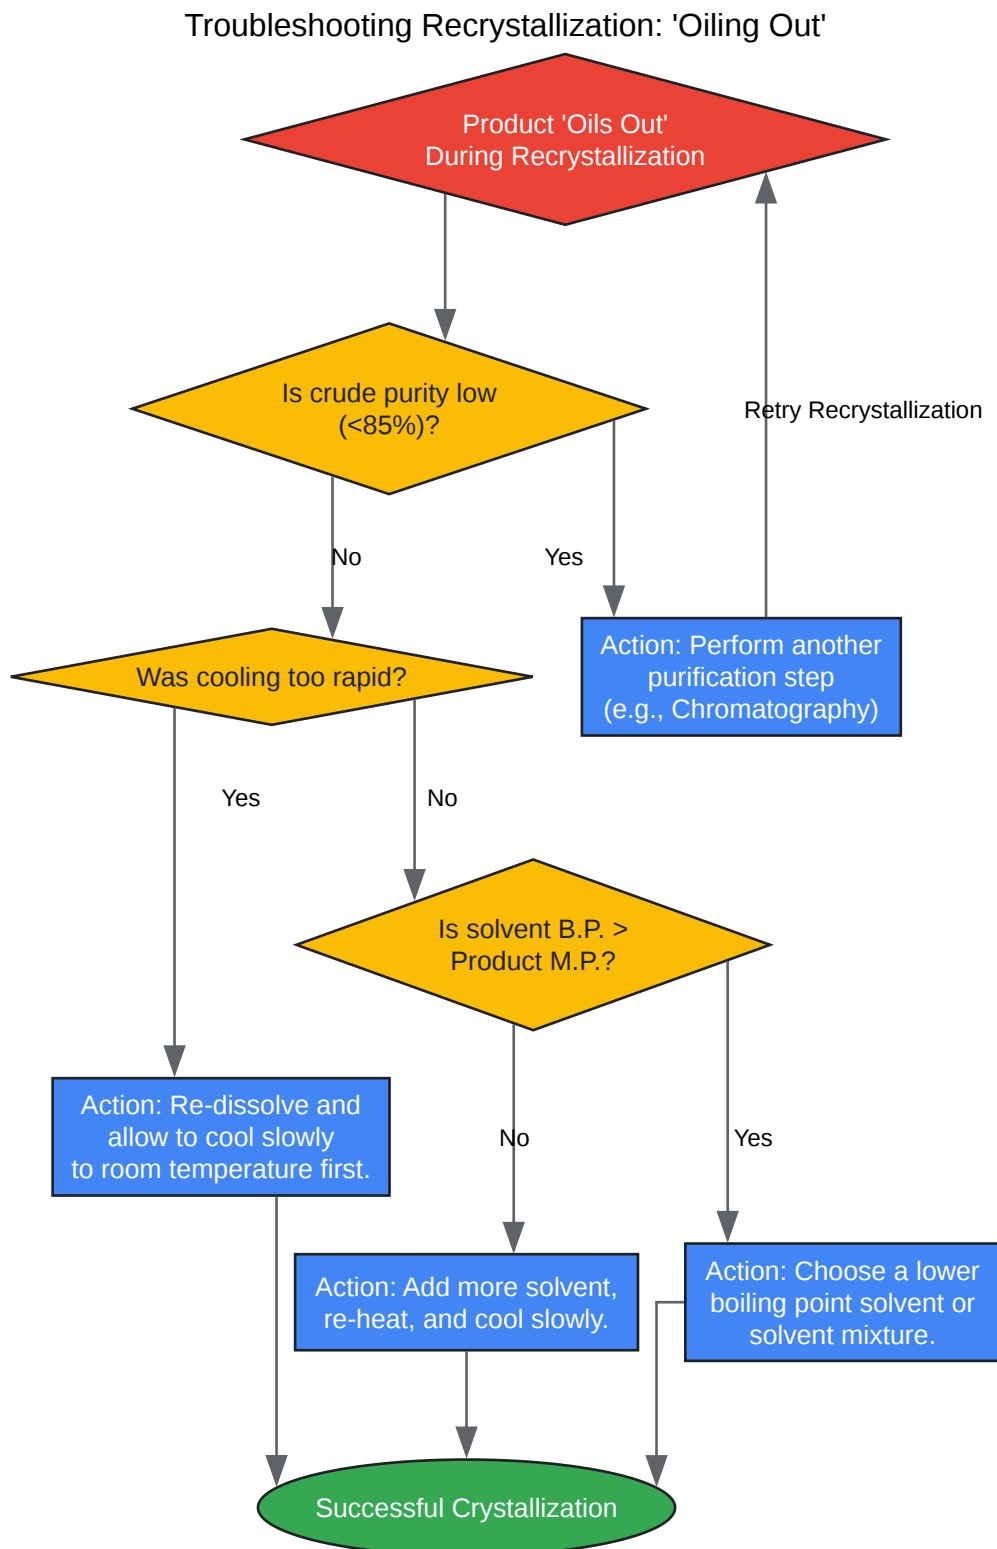 Troubleshooting Recrystallization: 'Oiling Out'
Product 'Oils Out'
During Recrystallization
Is crude purity low
(<85%)?
Retry Recrystallization
No
Yes
Was cooling too rapid?
Action: Perform another
purification step
(e.g., Chromatography)
Yes
No
Is solvent B.P. >
Product M.P.?
Action: Re-dissolve and
allow to cool slowly
to room temperature first.
No
Yes
Action: Add more solvent,
re-heat, and cool slowly.
Action: Choose a lower
boiling point solvent or
solvent mixture.
Successful Crystallization